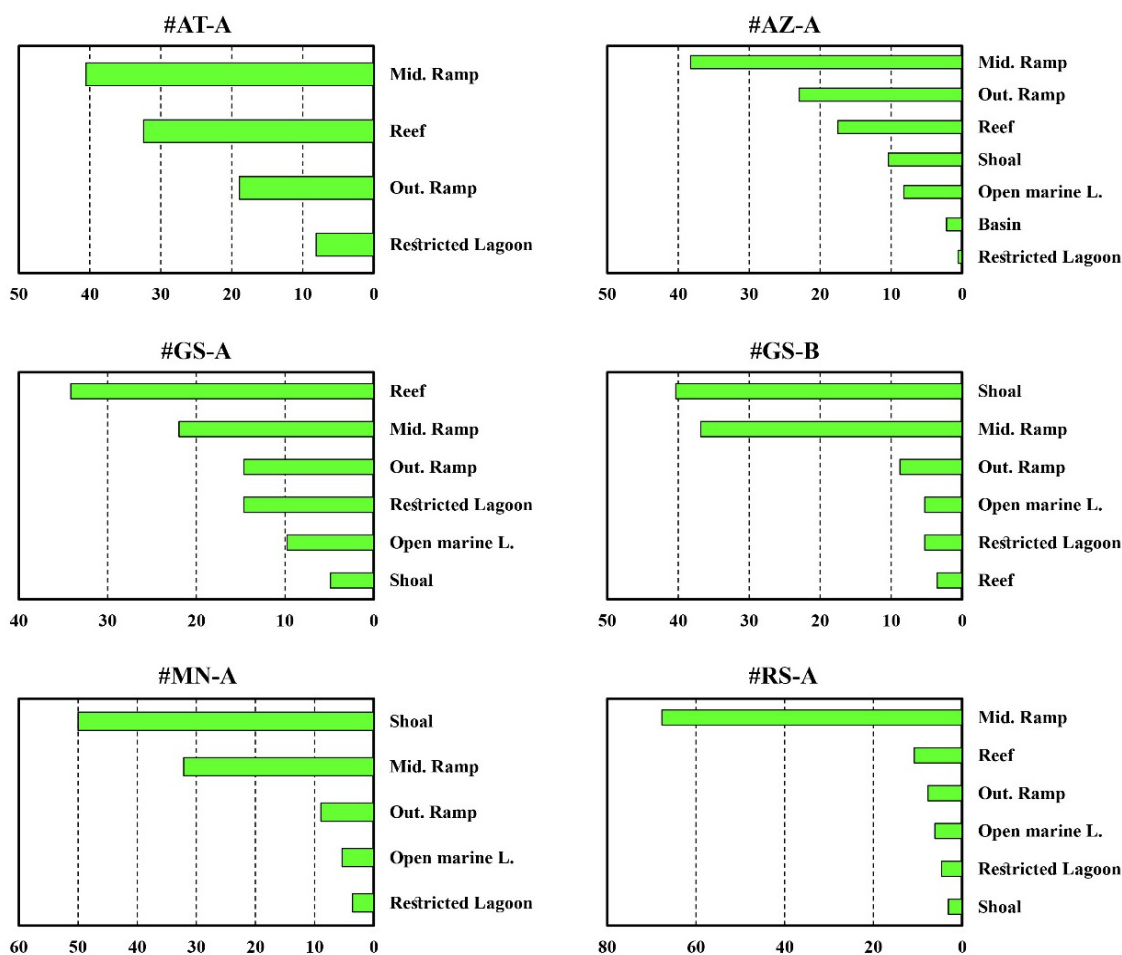 #AT-A
Mid. Ramp
Reef
Out. Ramp
Restricted Lagoon
50 40 30 20 10 0
#AZ-A
Mid. Ramp
Out. Ramp
Reef
Shoal
Open marine L.
Basin
Restricted Lagoon
50 40 30 20 10 0
#GS-A
Reef
Mid. Ramp
Out. Ramp
Restricted Lagoon
Open marine L.
Shoal
40 30 20 10 0
#GS-B
Shoal
Mid. Ramp
Out. Ramp
Open marine L.
Restricted Lagoon
Reef
50 40 30 20 10 0
#MN-A
Shoal
Mid. Ramp
Out. Ramp
Open marine L.
Restricted Lagoon
60 50 40 30 20 10 0
#RS-A
Mid. Ramp
Reef
Out. Ramp
Open marine L.
Restricted Lagoon
Shoal
80 60 40 20 0